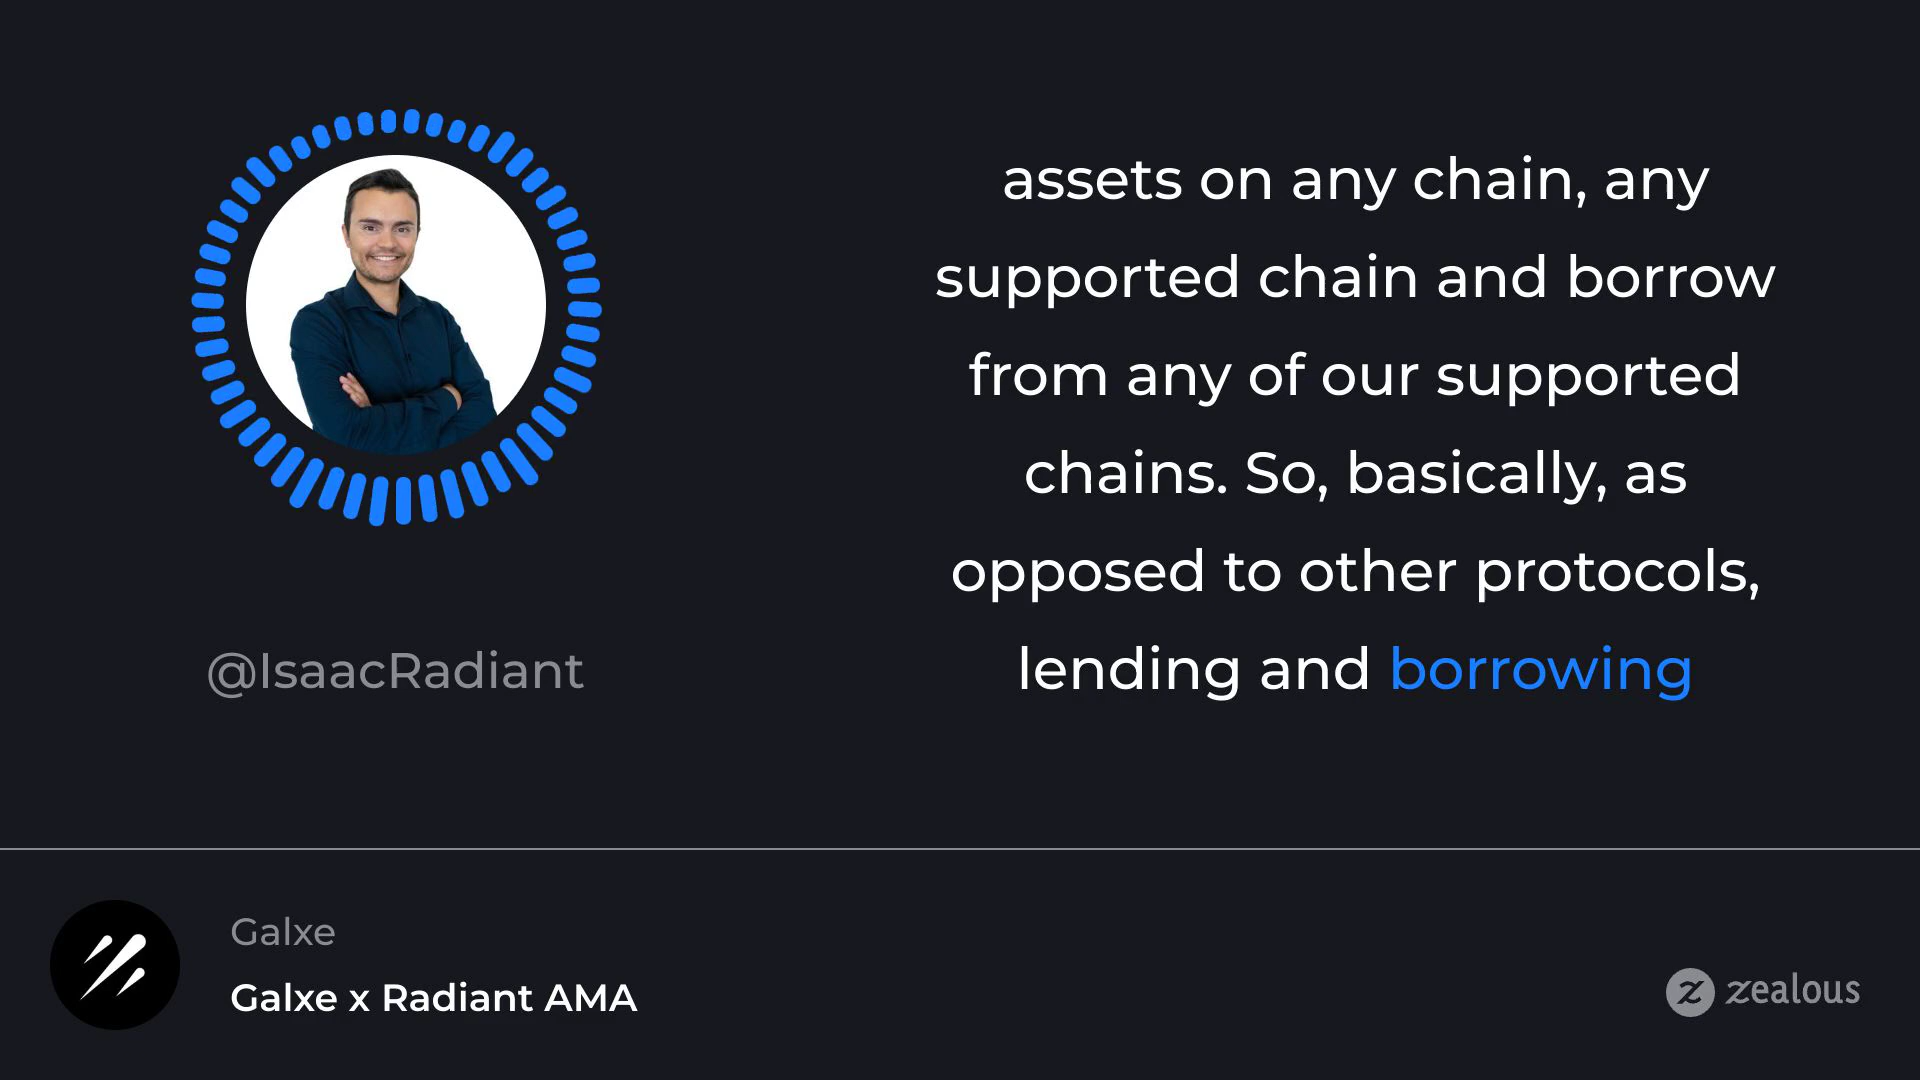 assets on any chain, any
supported chain and borrow
from any of our supported
chains. So, basically, as
opposed to other protocols,
lending and borrowing
@IsaacRadiant
Galxe
Galxe x Radiant AMA
zealous